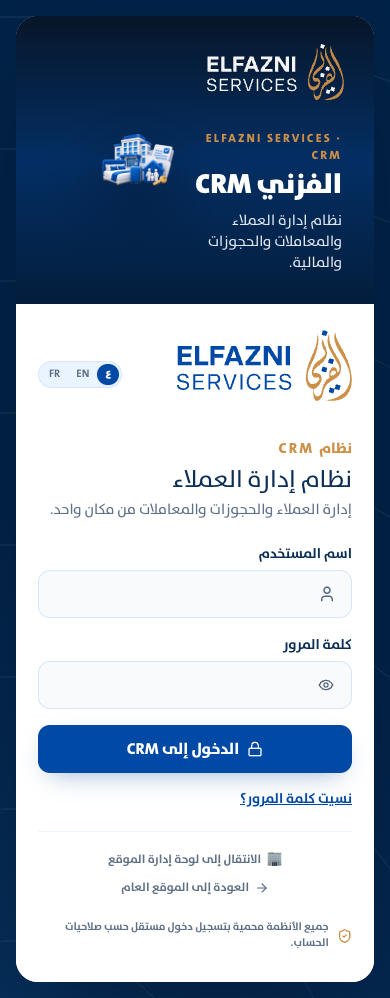 ELFAZNI
SERVICES
ELFAZNI SERVICES ·
CRM
الفزني CRM
نظام إدارة العملاء
والمعاملات والحجوزات
والمالية.
ELFAZNI
SERVICES
ع EN FR
نظام CRM
نظام إدارة العملاء
إدارة العملاء والحجوزات والمعاملات من مكان واحد.
اسم المستخدم
كلمة المرور
الدخول إلى CRM
نسيت كلمة المرور؟
الانتقال إلى لوحة إدارة الموقع
العودة إلى الموقع العام
جميع الأنظمة محمية بتسجيل دخول مستقل حسب صلاحيات
الحساب.